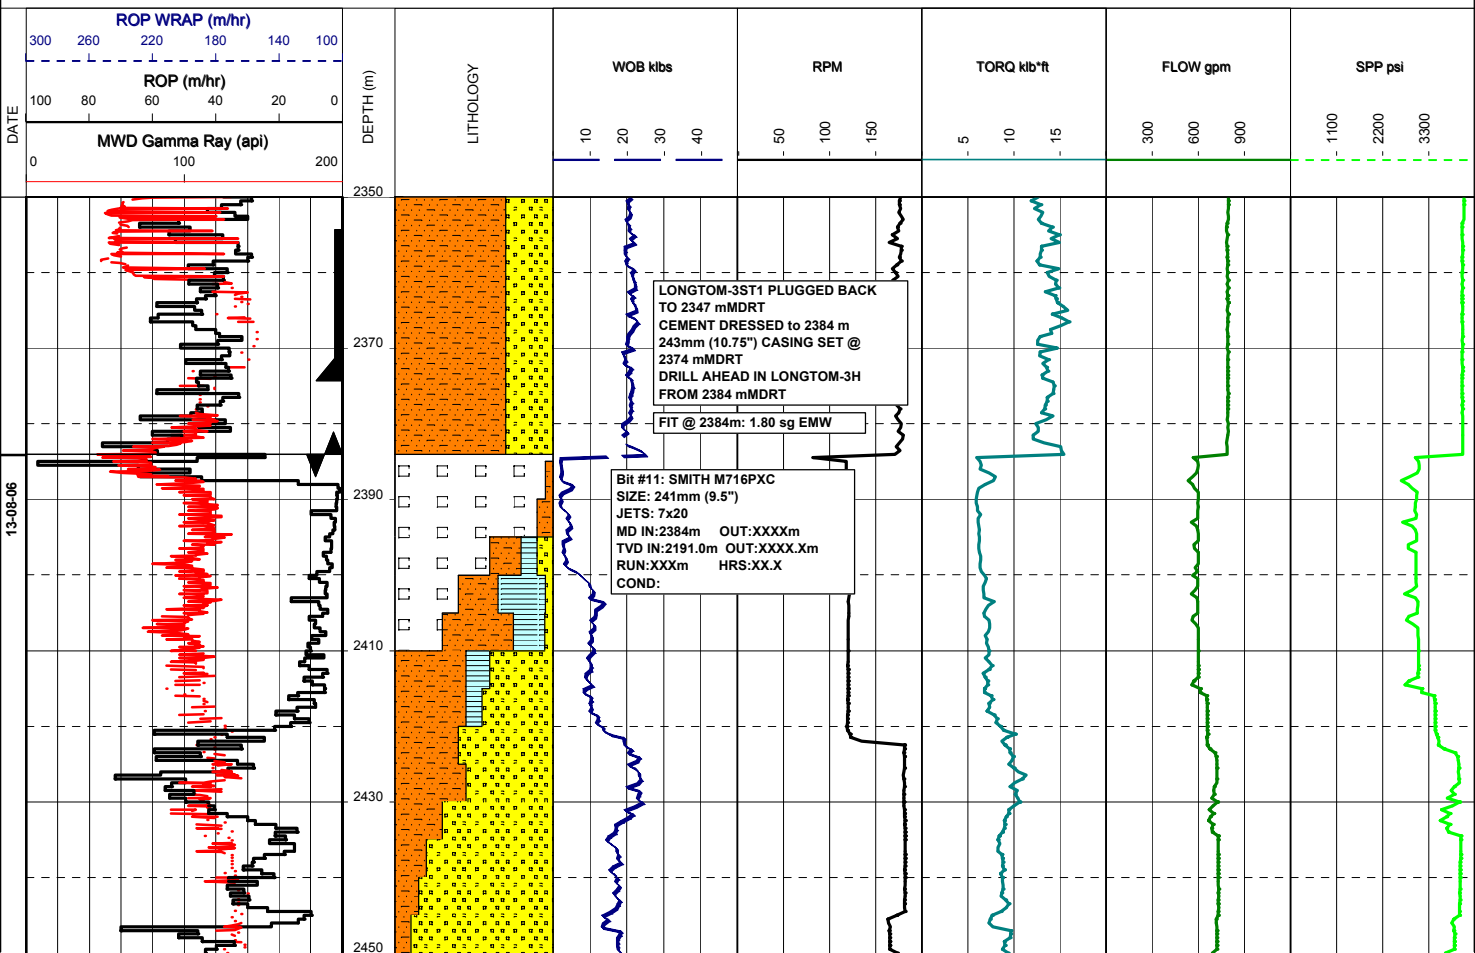 ROP WRAP (m/hr)
300 260 220 180 140 100
ROP (m/hr)
100 80 60 40 20 0
MWD Gamma Ray (api)
0 100 200
DATE
DEPTH (m)
LITHOLOGY
WOB klbs
10 20 30 40
RPM
50 100 150
TORQ klb*ft
5 10 15
FLOW gpm
300 600 900
SPP psi
1100 2200 3300
2350
LONGTOM-3ST1 PLUGGED BACK
TO 2347 mMDRT
CEMENT DRESSED to 2384 m
243mm (10.75") CASING SET @
2374 mMDRT
DRILL AHEAD IN LONGTOM-3H
FROM 2384 mMDRT
2370
FIT @ 2384m: 1.80 sg EMW
13-08-06
2390
Bit #11: SMITH M716PXC
SIZE: 241mm (9.5")
JETS: 7x20
MD IN:2384m OUT:XXXXm
TVD IN:2191.0m OUT:XXXX.Xm
RUN:XXXm HRS:XX.X
COND:
2410
2430
2450